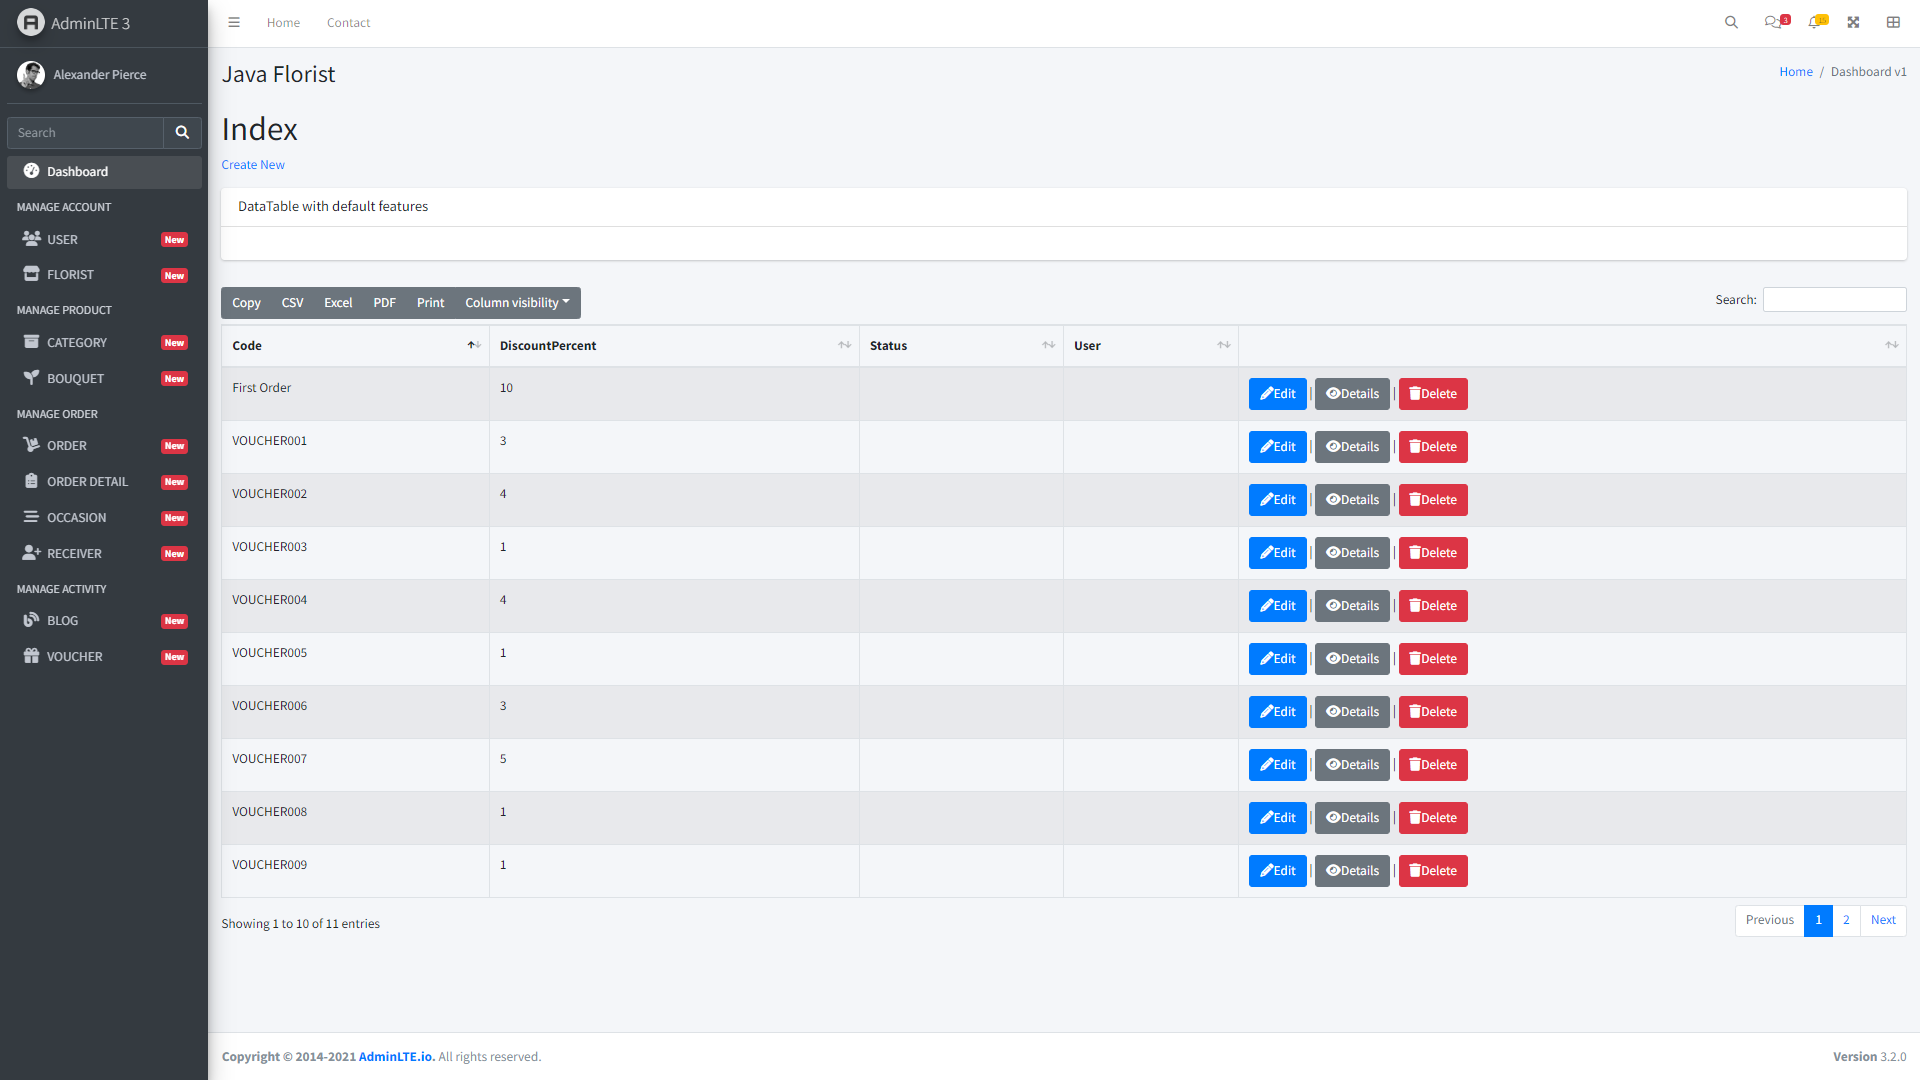 AdminLTE 3
Home Contact
3
15
Alexander Pierce
Java Florist
Home / Dashboard v1
Search
Dashboard
MANAGE ACCOUNT
USER New
FLORIST New
MANAGE PRODUCT
CATEGORY New
BOUQUET New
MANAGE ORDER
ORDER New
ORDER DETAIL New
OCCASION New
RECEIVER New
MANAGE ACTIVITY
BLOG New
VOUCHER New
Index
Create New
DataTable with default features
Copy CSV Excel PDF Print Column visibility
Search:
Code DiscountPercent Status User
First Order 10 Edit | Details | Delete
VOUCHER001 3 Edit | Details | Delete
VOUCHER002 4 Edit | Details | Delete
VOUCHER003 1 Edit | Details | Delete
VOUCHER004 4 Edit | Details | Delete
VOUCHER005 1 Edit | Details | Delete
VOUCHER006 3 Edit | Details | Delete
VOUCHER007 5 Edit | Details | Delete
VOUCHER008 1 Edit | Details | Delete
VOUCHER009 1 Edit | Details | Delete
Showing 1 to 10 of 11 entries
Previous 1 2 Next
Copyright © 2014-2021 AdminLTE.io. All rights reserved.
Version 3.2.0